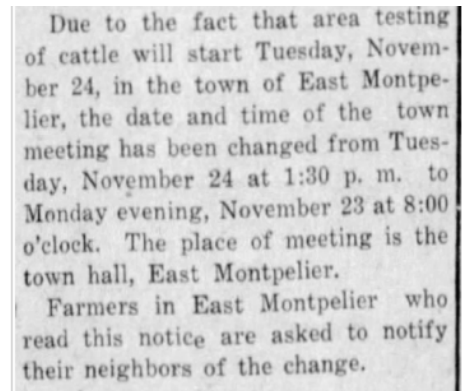 Due to the fact that area testing
of cattle will start Tuesday, Novem-
ber 24, in the town of East Montpe-
lier, the date and time of the town
meeting has been changed from Tues-
day, November 24 at 1:30 p. m. to
Monday evening, November 23 at 8:00
o'clock. The place of meeting is the
town hall, East Montpelier.
Farmers in East Montpelier who
read this notice are asked to notify
their neighbors of the change.